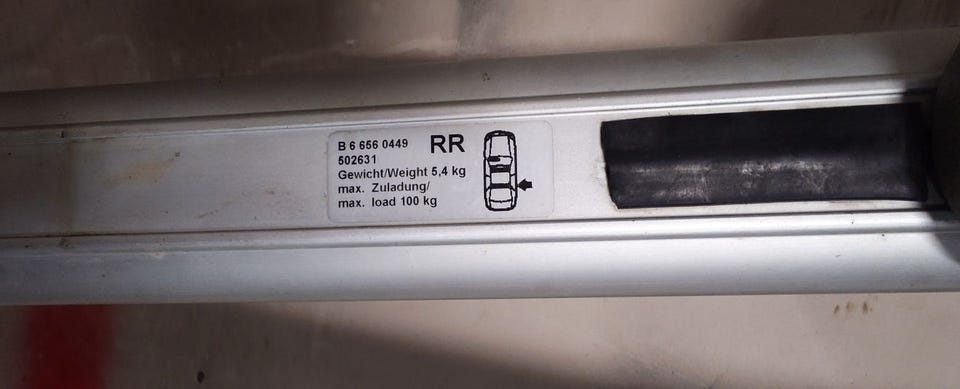 B 6 656 0449 RR
502631
Gewicht/Weight 5,4 kg
max. Zuladung/
max. load 100 kg